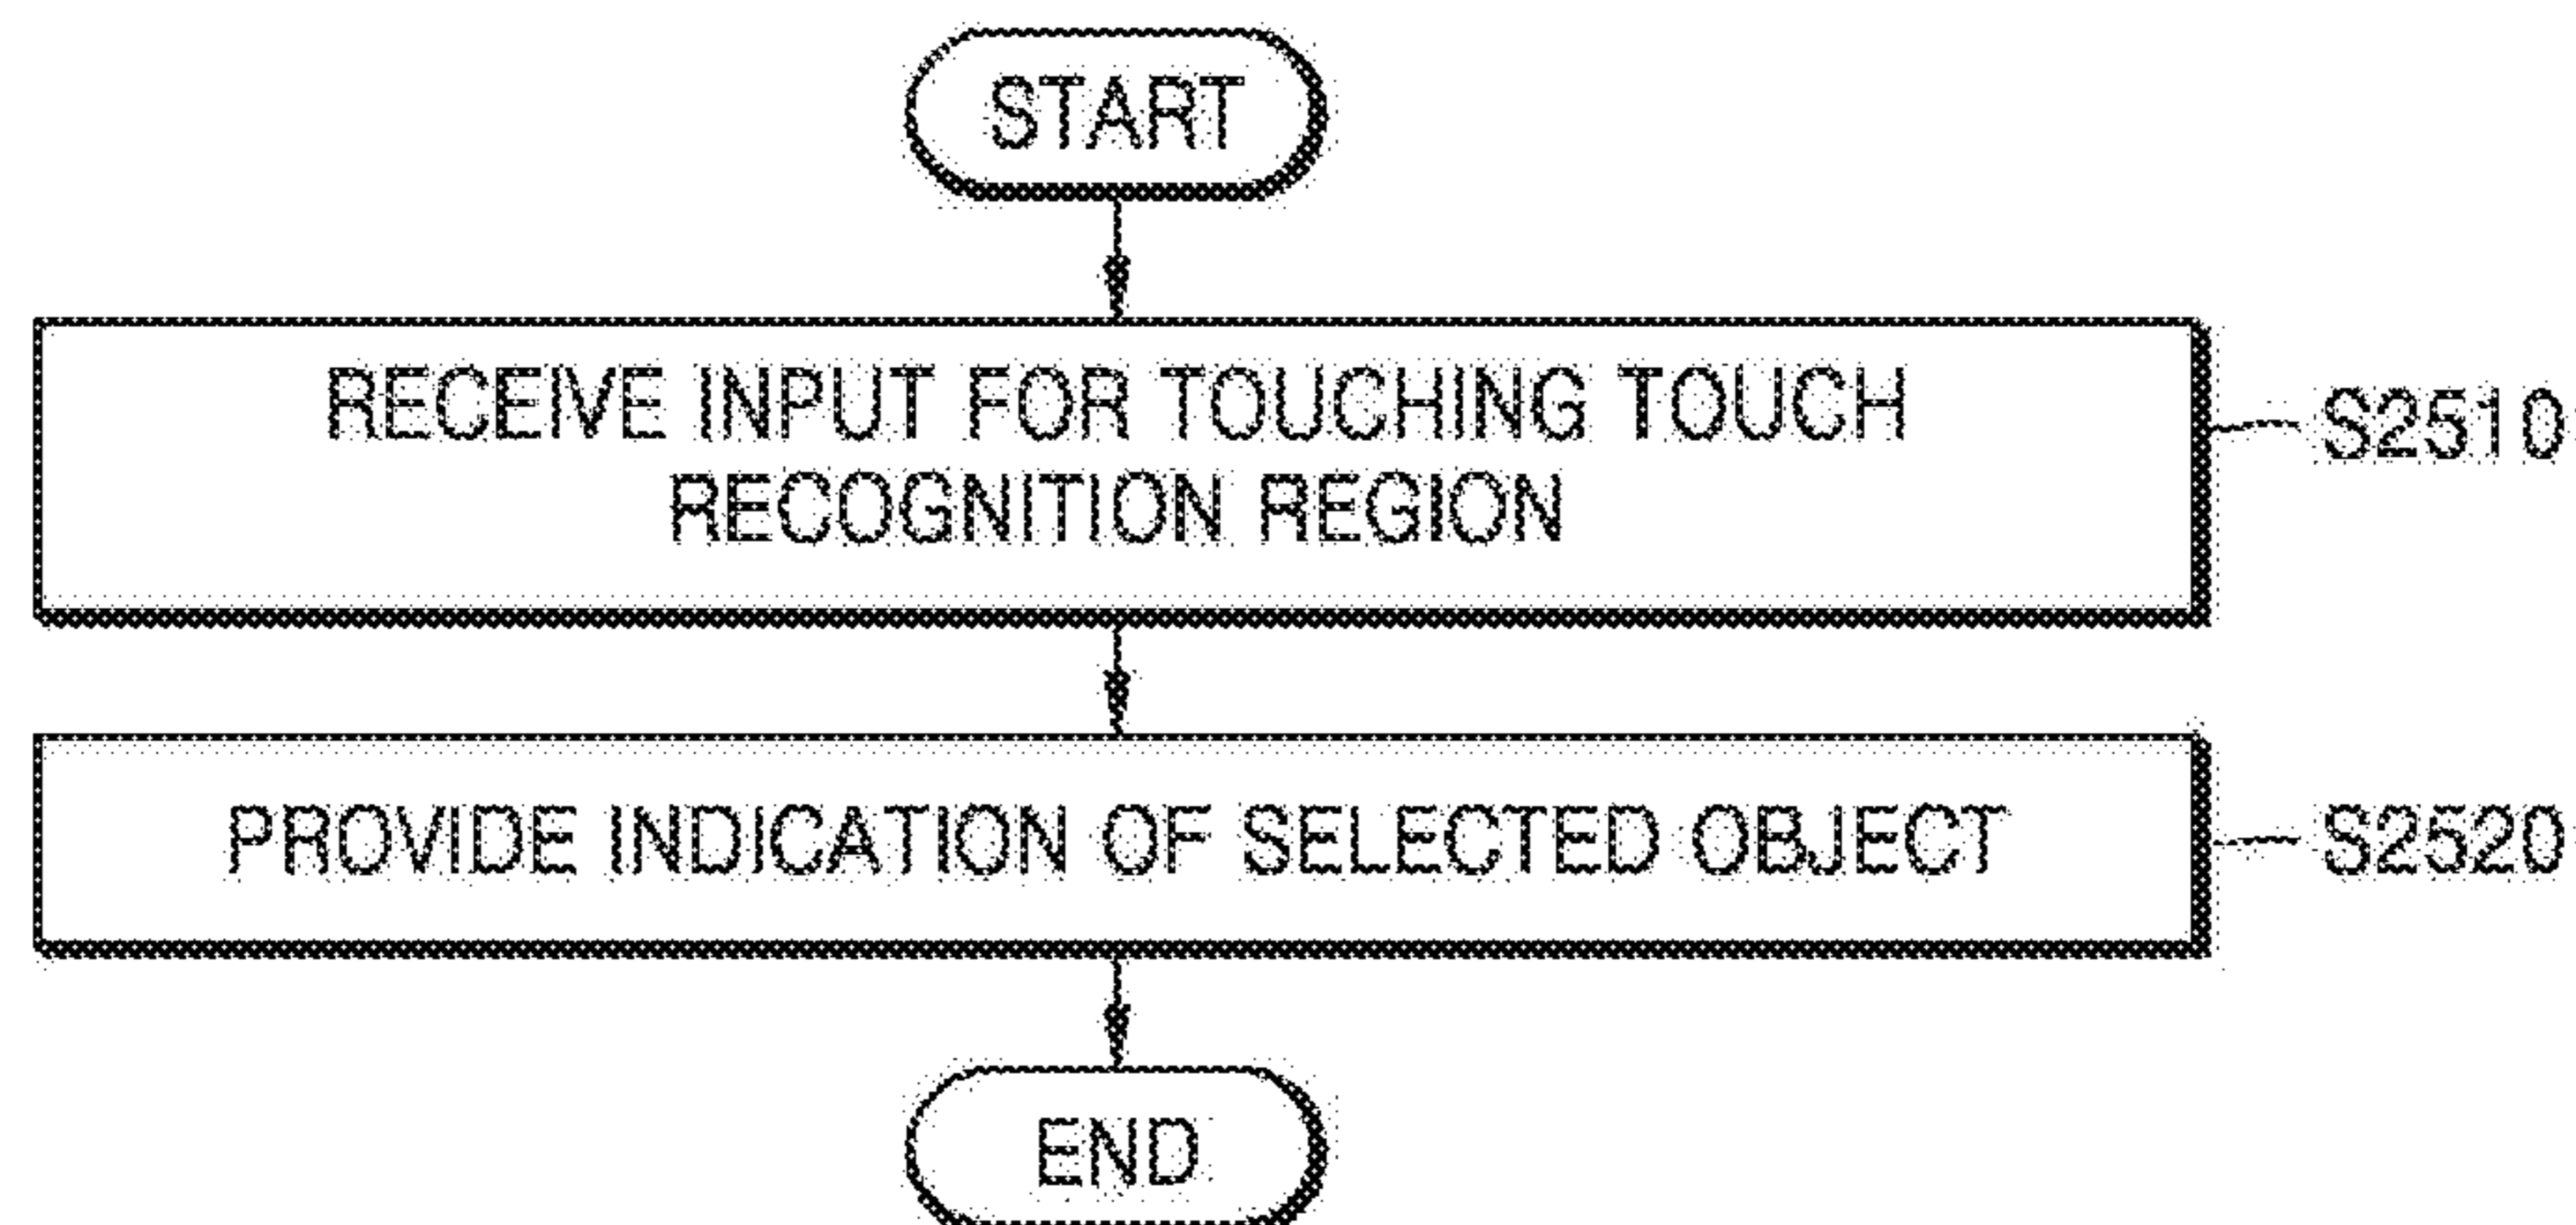 START
RECEIVE INPUT FOR TOUCHING TOUCH
RECOGNITION REGION
S2510
PROVIDE INDICATION OF SELECTED OBJECT
S2520
END